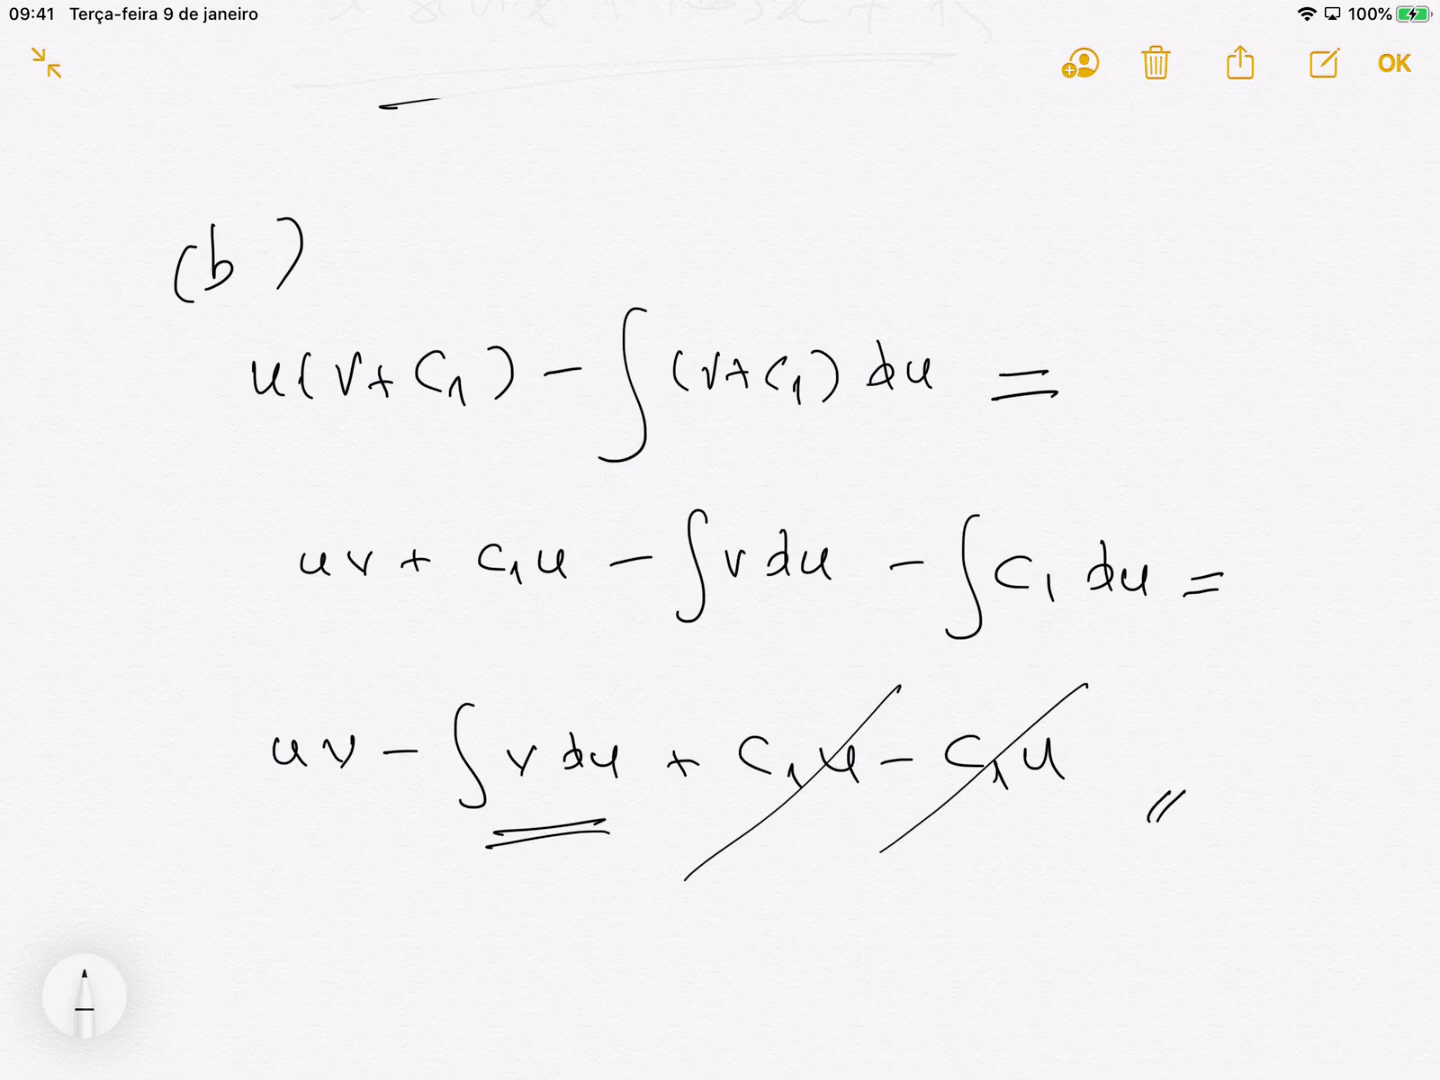 09:41 Terça-feira 9 de janeiro 100%
OK
(b)
u(v + C₁) - ∫(v + C₁) du =
uv + C₁u - ∫v du - ∫C₁ du =
uv - ∫v du + C₁u - C₁u //